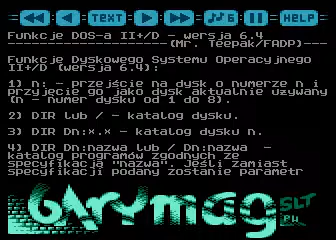 TEXT 6 HELP
Funkcje DOS-a II+/D - wersja 6.4
--------------------(Mr. Teepak/FADP)---
Funkcje Dyskowego Systemu Operacyjnego
II+/D (wersja 6.4):
1) n: - przejście na dysk o numerze n i
przyjęcie go jako dysk aktualnie używany
(n - numer dysku od 1 do 8).
2) DIR lub / - katalog dysku.
3) DIR Dn:*.* - katalog dysku n.
4) DIR Dn:nazwa lub / Dn:nazwa -
katalog programów zgodnych ze
specyfikacją "nazwa". Jeśli zamiast
specyfikacji podany zostanie parametr
barymag SLT
PW